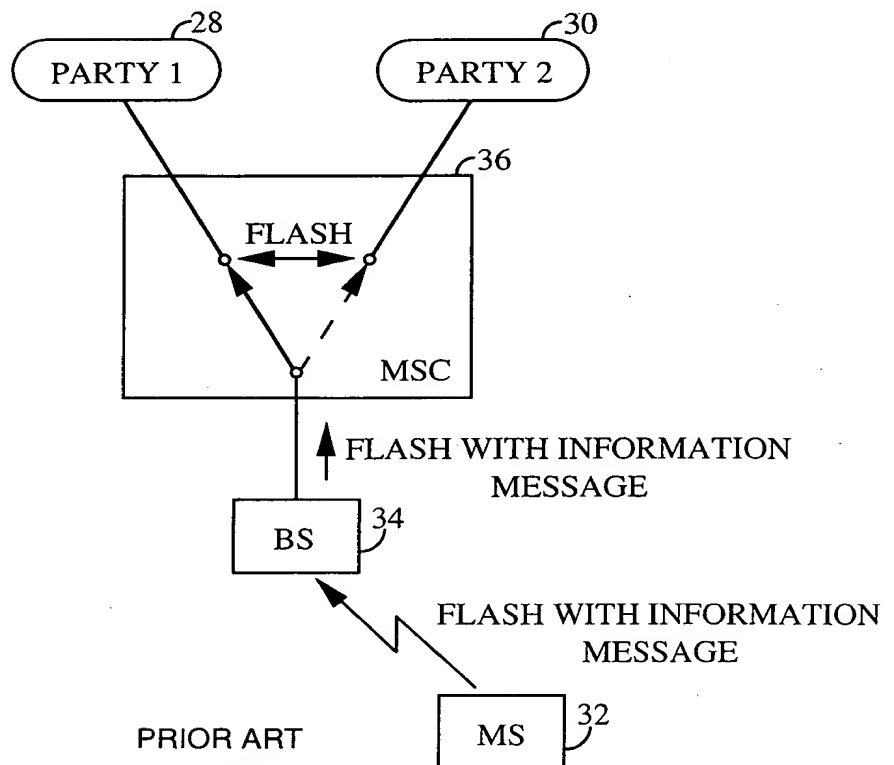 28
30
PARTY 1
PARTY 2
36
FLASH
MSC
FLASH WITH INFORMATION
MESSAGE
34
BS
FLASH WITH INFORMATION
MESSAGE
32
MS
PRIOR ART